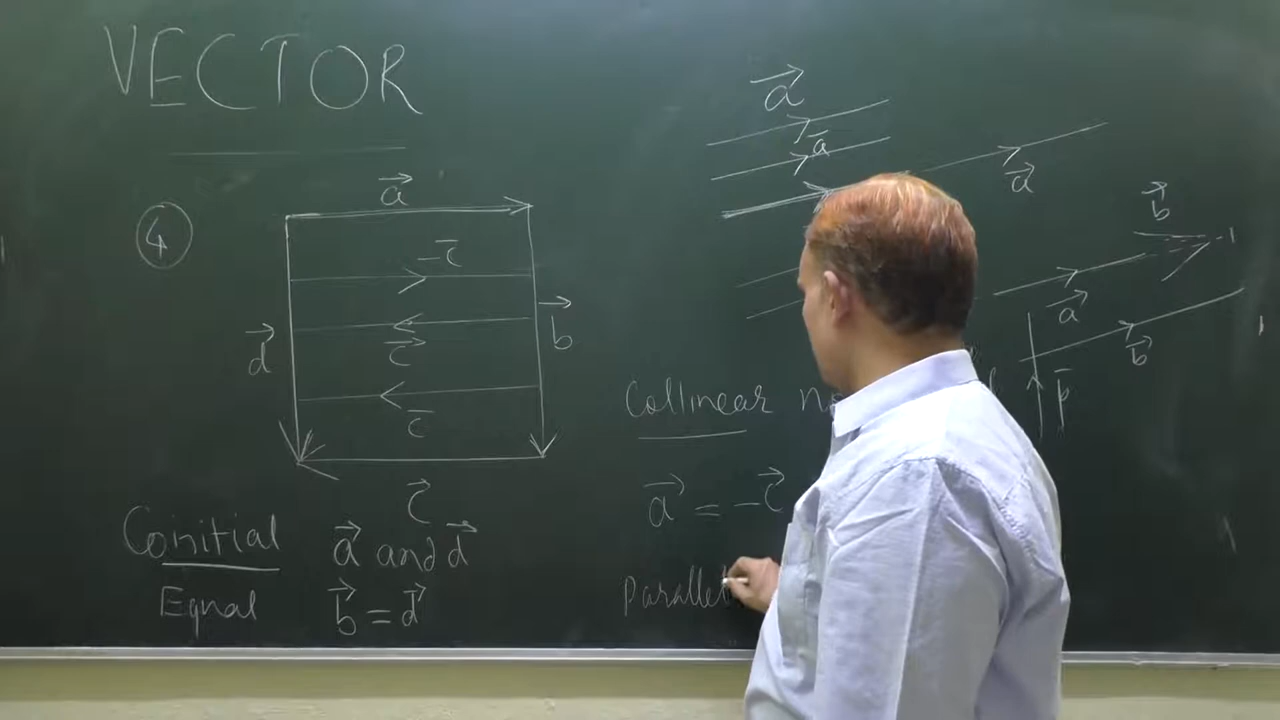 VECTOR
4
a⃗
-c̅
c⃗
c̅
d⃗
b⃗
c⃗
Coinitial a⃗ and d⃗
Equal b⃗ = d⃗
a⃗
a̅
a⃗
b⃗
a⃗
b⃗
p̅
Collinear
a⃗ = -c⃗
Parallel